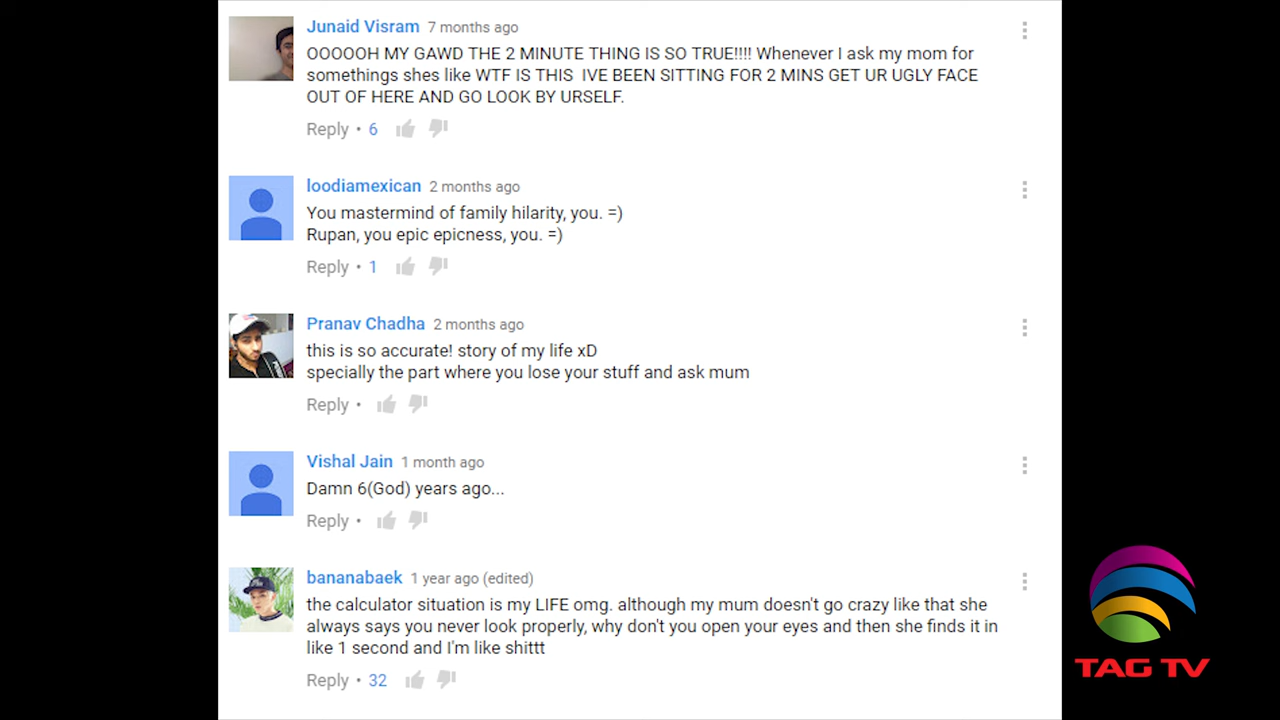 Junaid Visram 7 months ago
OOOOOH MY GAWD THE 2 MINUTE THING IS SO TRUE!!!! Whenever I ask my mom for
somethings shes like WTF IS THIS  IVE BEEN SITTING FOR 2 MINS GET UR UGLY FACE
OUT OF HERE AND GO LOOK BY URSELF.
Reply • 6
loodiamexican 2 months ago
You mastermind of family hilarity, you. =)
Rupan, you epic epicness, you. =)
Reply • 1
Pranav Chadha 2 months ago
this is so accurate! story of my life xD
specially the part where you lose your stuff and ask mum
Reply •
Vishal Jain 1 month ago
Damn 6(God) years ago...
Reply •
bananabaek 1 year ago (edited)
the calculator situation is my LIFE omg. although my mum doesn't go crazy like that she
always says you never look properly, why don't you open your eyes and then she finds it in
like 1 second and I'm like shittt
Reply • 32
TAG TV